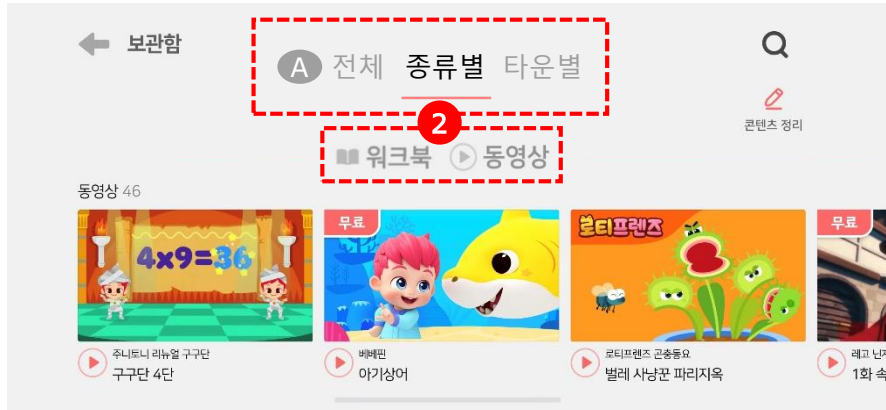 보관함
A 전체 종류별 타운별
콘텐츠 정리
2
워크북 동영상
동영상 46
4x9=36
무료
로티프렌즈
무료
주니토니 리뉴얼 구구단
구구단 4단
베베핀
아기상어
로티프렌즈 곤충동요
벌레 사냥꾼 파리지옥
레고 닌자
1화 속